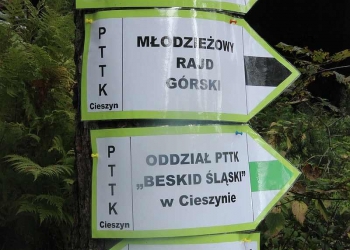 PTTK
Cieszyn
MŁODZIEŻOWY
RAJD
GÓRSKI
PTTK
Cieszyn
ODDZIAŁ PTTK
„BESKID ŚLĄSKI"
w Cieszynie